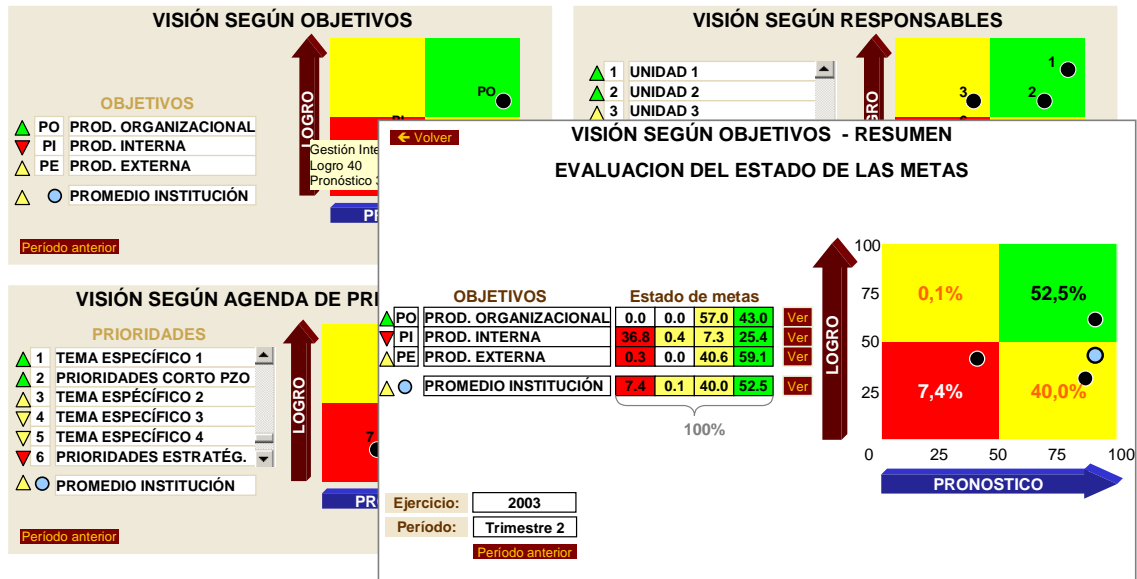 VISIÓN SEGÚN OBJETIVOS
LOGRO
PO
OBJETIVOS
PO PROD. ORGANIZACIONAL
PI PROD. INTERNA
PE PROD. EXTERNA
PROMEDIO INSTITUCIÓN
Logro 40
Período anterior
VISIÓN SEGÚN RESPONSABLES
1 UNIDAD 1
2 UNIDAD 2
3 UNIDAD 3
1
2
3
VISIÓN SEGÚN AGENDA DE
PRIORIDADES
1 TEMA ESPECÍFICO 1
2 PRIORIDADES CORTO PZO
3 TEMA ESPÉCÍFICO 2
4 TEMA ESPECÍFICO 3
5 TEMA ESPECÍFICO 4
6 PRIORIDADES ESTRATÉG.
PROMEDIO INSTITUCIÓN
LOGRO
7
Período anterior
Volver
VISIÓN SEGÚN OBJETIVOS - RESUMEN
EVALUACION DEL ESTADO DE LAS METAS
OBJETIVOS Estado de metas
PO PROD. ORGANIZACIONAL 0.0 0.0 57.0 43.0 Ver
PI PROD. INTERNA 36.8 0.4 7.3 25.4 Ver
PE PROD. EXTERNA 0.3 0.0 40.6 59.1 Ver
PROMEDIO INSTITUCIÓN 7.4 0.1 40.0 52.5 Ver
100%
LOGRO
100
75
50
25
0,1% 52,5%
7,4% 40,0%
0 25 50 75 100
PRONOSTICO
Ejercicio: 2003
Período: Trimestre 2
Período anterior